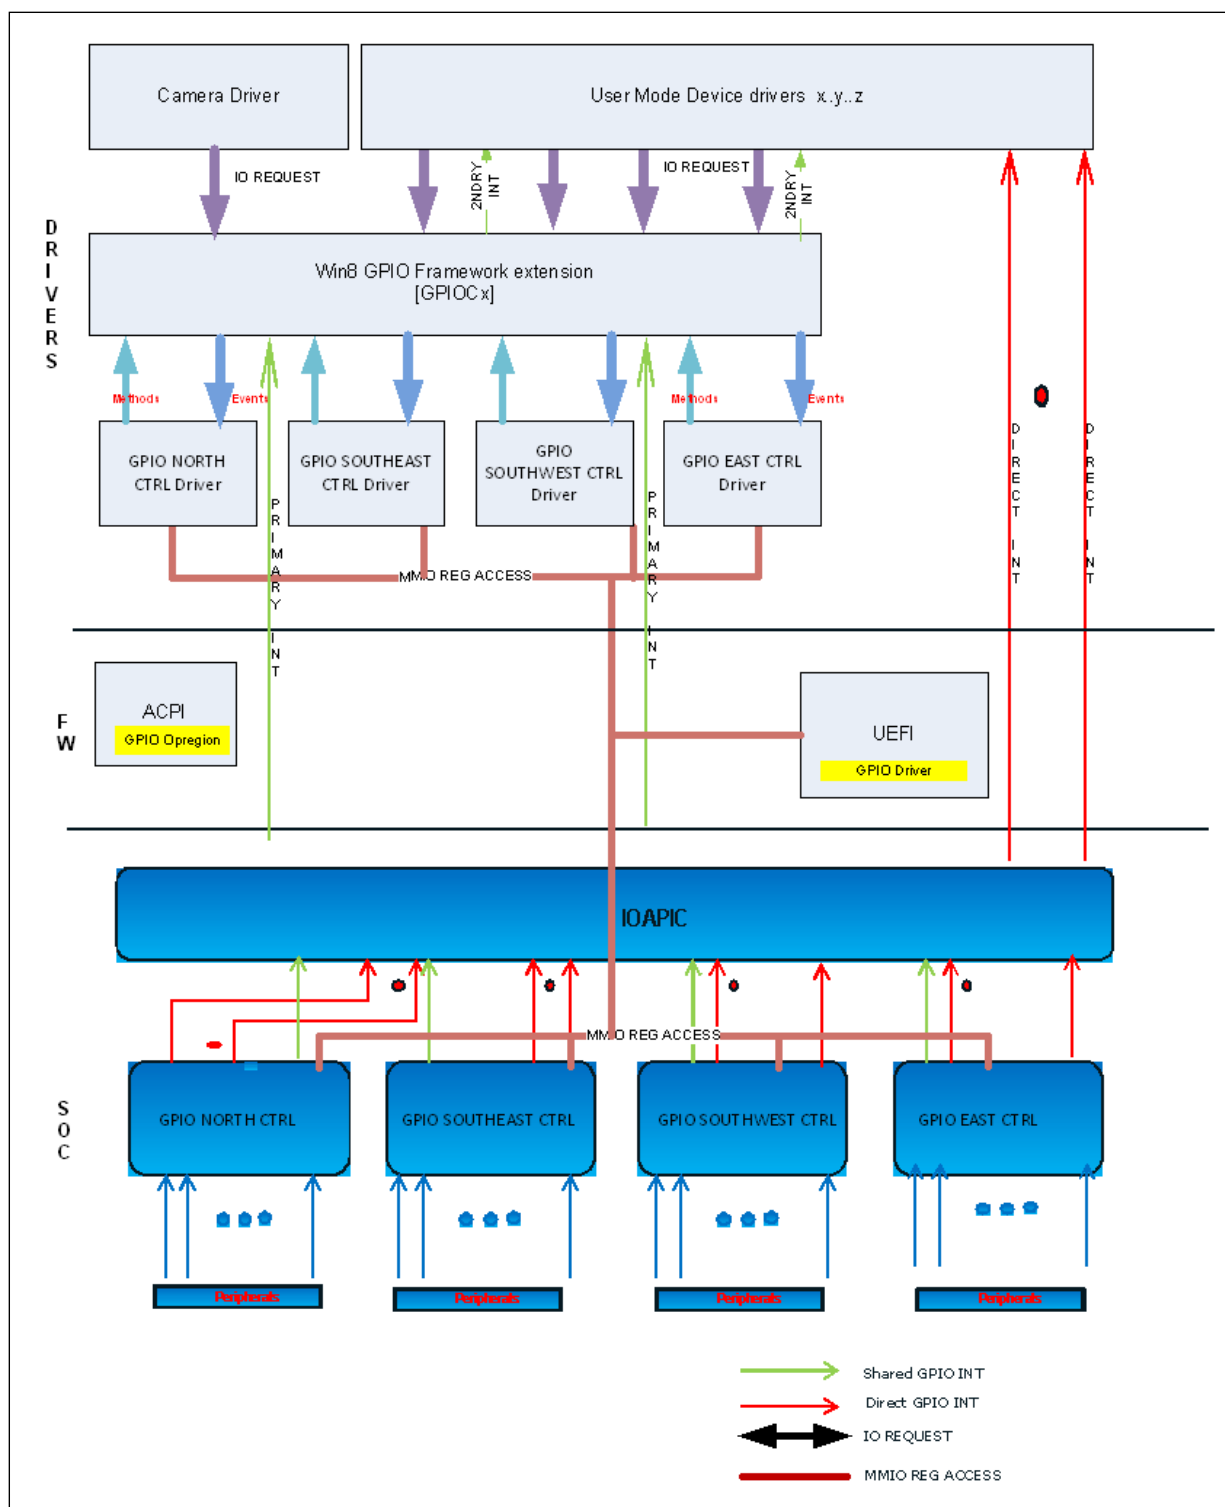 Camera Driver
User Mode Device drivers x..y..z
IO REQUEST
2NDRY
INT
IO REQUEST
2NDRY
INT
DRIVERS
Win8 GPIO Framework extension
[GPIOCx]
Methods
Events
Methods
Events
GPIO NORTH
CTRL Driver
GPIO SOUTHEAST
CTRL Driver
GPIO
SOUTHWEST CTRL
Driver
GPIO EAST CTRL
Driver
PRIMARY INT
PRIMARY INT
DIRECT INT
DIRECT INT
MMIO REG ACCESS
FW
ACPI
GPIO Opregion
UEFI
GPIO Driver
IOAPIC
MMIO REG ACCESS
SOC
GPIO NORTH CTRL
GPIO SOUTHEAST CTRL
GPIO SOUTHWEST CTRL
GPIO EAST CTRL
Peripherals
Peripherals
Peripherals
Peripherals
Shared GPIO INT
Direct GPIO INT
IO REQUEST
MMIO REG ACCESS